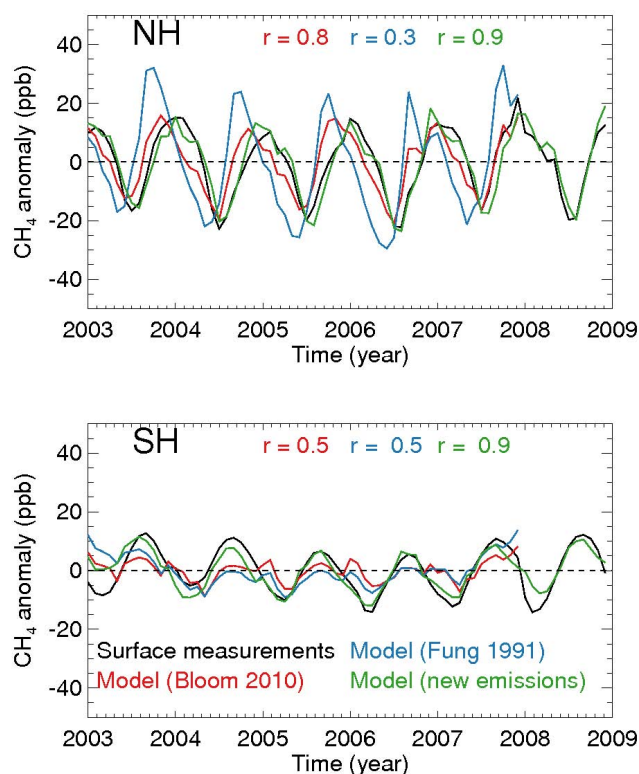 NH
r = 0.8 r = 0.3 r = 0.9
CH4 anomaly (ppb)
40
20
0
-20
-40
2003 2004 2005 2006 2007 2008 2009
Time (year)
SH
r = 0.5 r = 0.5 r = 0.9
CH4 anomaly (ppb)
40
20
0
-20
-40
Surface measurements Model (Fung 1991)
Model (Bloom 2010) Model (new emissions)
2003 2004 2005 2006 2007 2008 2009
Time (year)